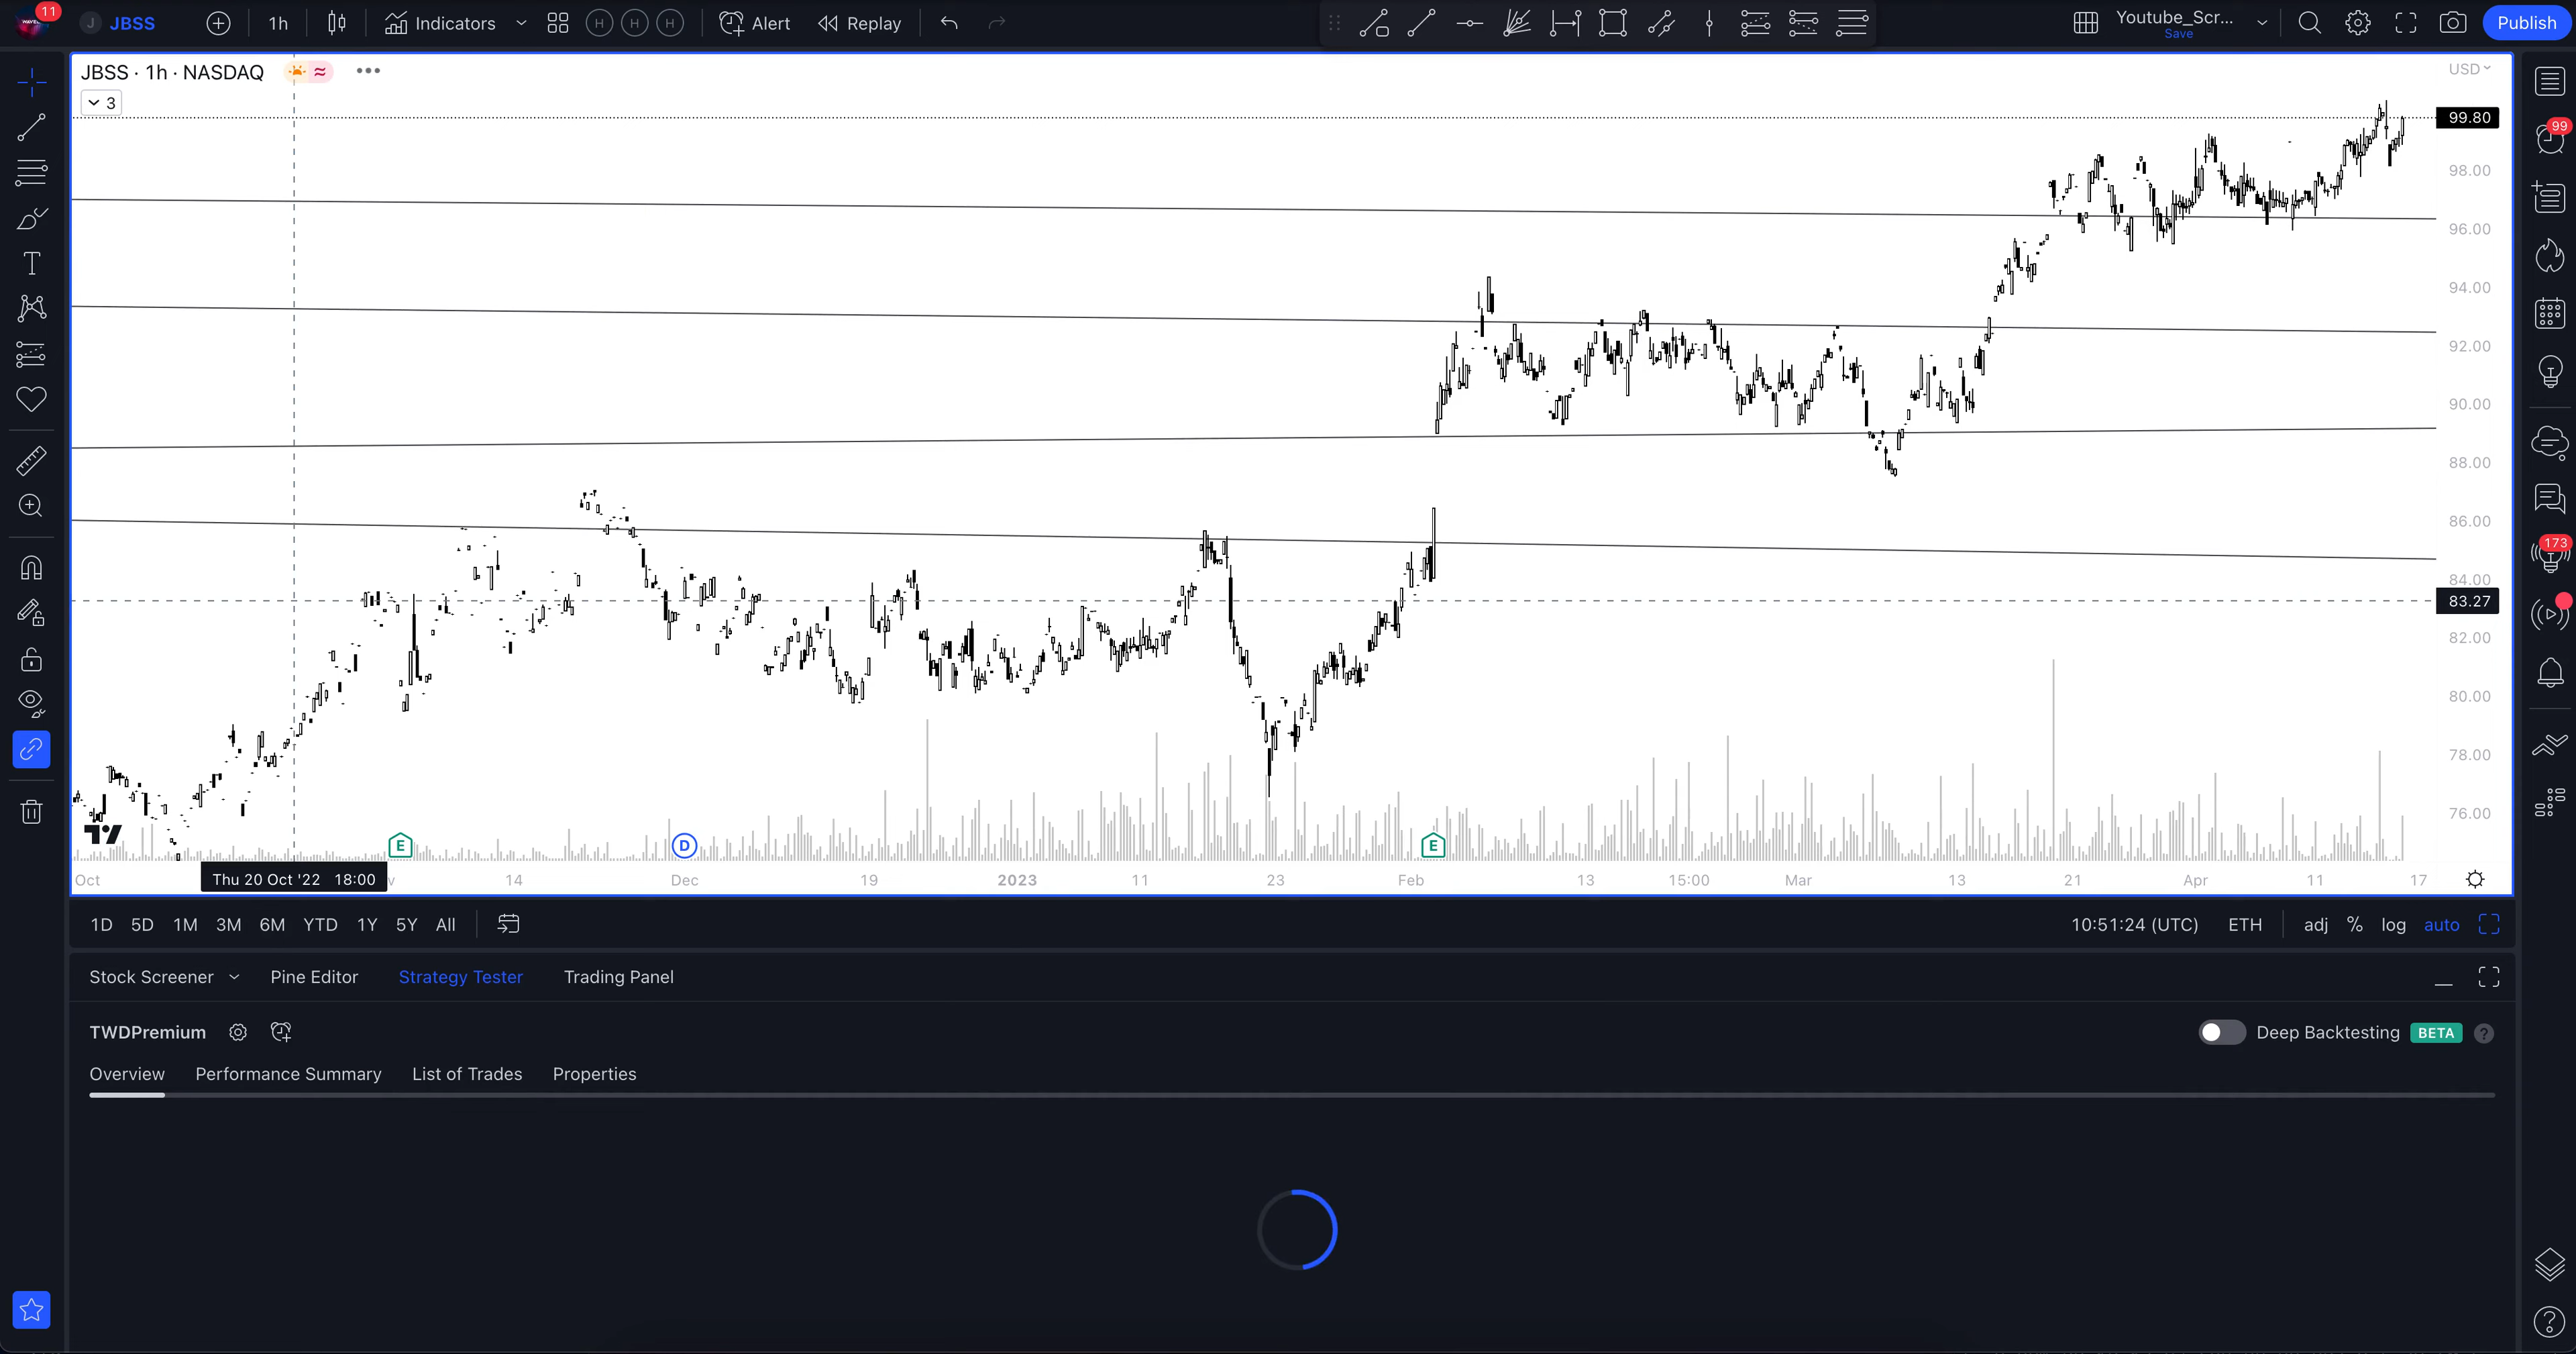 11
J JBSS
1h
Indicators
H H H
Alert
Replay
Youtube_Scr...
Save
Publish
JBSS · 1h · NASDAQ
3
USD
99.80
98.00
96.00
94.00
92.00
90.00
88.00
86.00
84.00
83.27
82.00
80.00
78.00
76.00
T
99
173
E D E
Oct
Thu 20 Oct '22 18:00
v 14 Dec 19 2023 11 23 Feb 13 15:00 Mar 13 21 Apr 11 17
1D 5D 1M 3M 6M YTD 1Y 5Y All
10:51:24 (UTC) ETH adj % log auto
Stock Screener Pine Editor Strategy Tester Trading Panel
TWDPremium
Deep Backtesting BETA ?
Overview Performance Summary List of Trades Properties